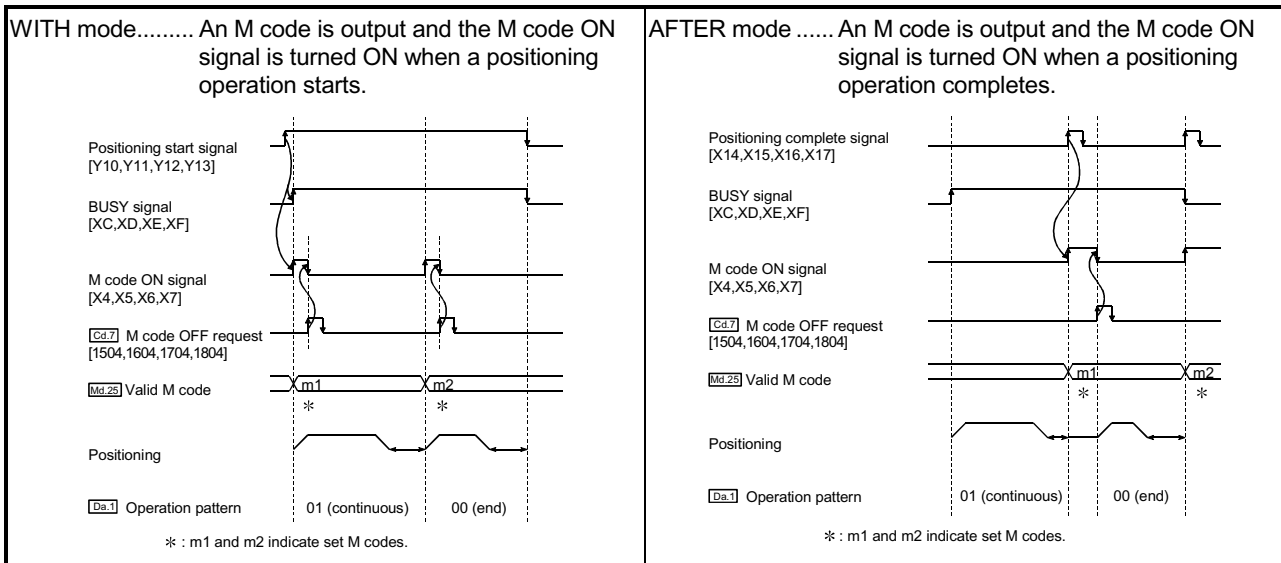 WITH mode......... An M code is output and the M code ON
signal is turned ON when a positioning
operation starts.
Positioning start signal
[Y10,Y11,Y12,Y13]
BUSY signal
[XC,XD,XE,XF]
M code ON signal
[X4,X5,X6,X7]
Cd.7 M code OFF request
[1504,1604,1704,1804]
Md.25 Valid M code
m1
m2
*
*
Positioning
Da.1 Operation pattern
01 (continuous)
00 (end)
* : m1 and m2 indicate set M codes.
AFTER mode ...... An M code is output and the M code ON
signal is turned ON when a positioning
operation completes.
Positioning complete signal
[X14,X15,X16,X17]
BUSY signal
[XC,XD,XE,XF]
M code ON signal
[X4,X5,X6,X7]
Cd.7 M code OFF request
[1504,1604,1704,1804]
Md.25 Valid M code
m1
m2
*
*
Positioning
Da.1 Operation pattern
01 (continuous)
00 (end)
* : m1 and m2 indicate set M codes.